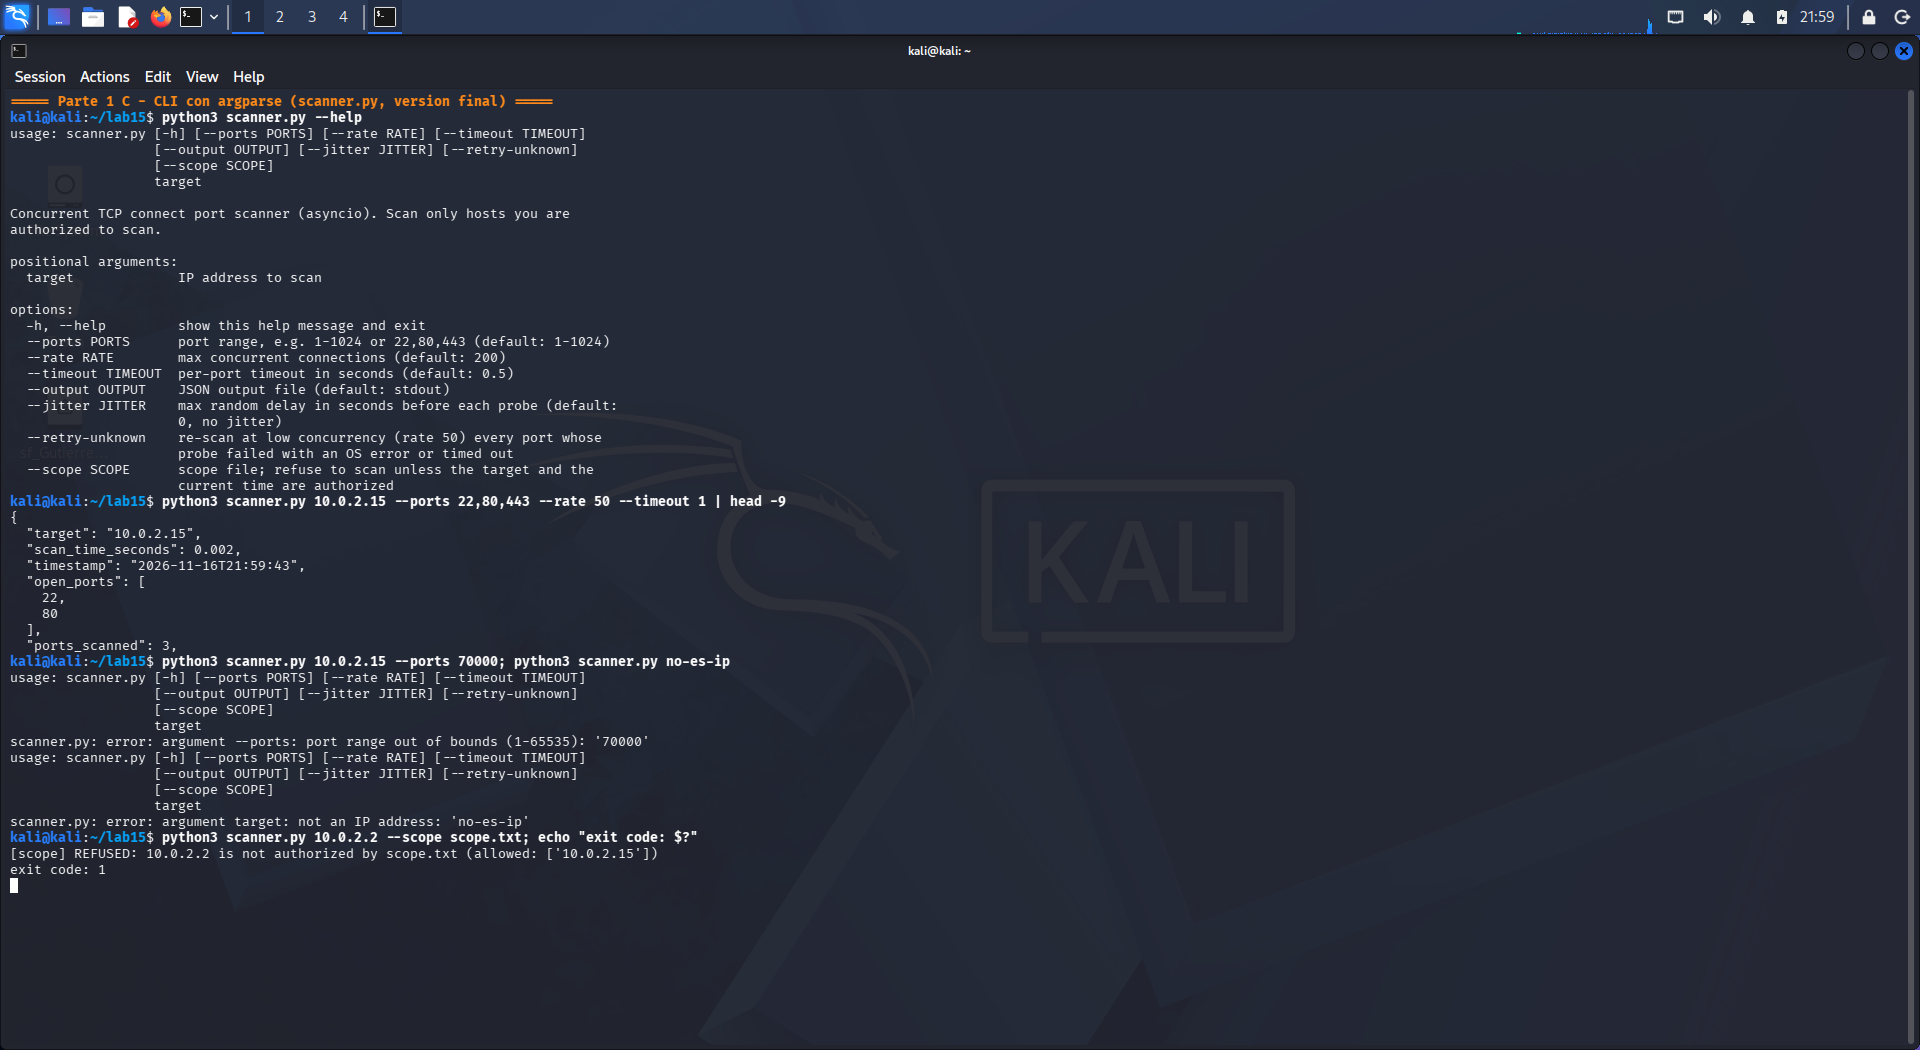 1 2 3 4 21:59
kali@kali: ~
Session Actions Edit View Help
===== Parte 1 C - CLI con argparse (scanner.py, version final) =====
kali@kali:~/lab15$ python3 scanner.py --help
usage: scanner.py [-h] [--ports PORTS] [--rate RATE] [--timeout TIMEOUT]
[--output OUTPUT] [--jitter JITTER] [--retry-unknown]
[--scope SCOPE]
target
Concurrent TCP connect port scanner (asyncio). Scan only hosts you are
authorized to scan.
positional arguments:
target IP address to scan
options:
-h, --help show this help message and exit
--ports PORTS port range, e.g. 1-1024 or 22,80,443 (default: 1-1024)
--rate RATE max concurrent connections (default: 200)
--timeout TIMEOUT per-port timeout in seconds (default: 0.5)
--output OUTPUT JSON output file (default: stdout)
--jitter JITTER max random delay in seconds before each probe (default:
0, no jitter)
--retry-unknown re-scan at low concurrency (rate 50) every port whose
probe failed with an OS error or timed out
--scope SCOPE scope file; refuse to scan unless the target and the
current time are authorized
kali@kali:~/lab15$ python3 scanner.py 10.0.2.15 --ports 22,80,443 --rate 50 --timeout 1 | head -9
{
"target": "10.0.2.15",
"scan_time_seconds": 0.002,
"timestamp": "2026-11-16T21:59:43",
"open_ports": [
22,
80
],
"ports_scanned": 3,
kali@kali:~/lab15$ python3 scanner.py 10.0.2.15 --ports 70000; python3 scanner.py no-es-ip
usage: scanner.py [-h] [--ports PORTS] [--rate RATE] [--timeout TIMEOUT]
[--output OUTPUT] [--jitter JITTER] [--retry-unknown]
[--scope SCOPE]
target
scanner.py: error: argument --ports: port range out of bounds (1-65535): '70000'
usage: scanner.py [-h] [--ports PORTS] [--rate RATE] [--timeout TIMEOUT]
[--output OUTPUT] [--jitter JITTER] [--retry-unknown]
[--scope SCOPE]
target
scanner.py: error: argument target: not an IP address: 'no-es-ip'
kali@kali:~/lab15$ python3 scanner.py 10.0.2.2 --scope scope.txt; echo "exit code: $?"
[scope] REFUSED: 10.0.2.2 is not authorized by scope.txt (allowed: ['10.0.2.15'])
exit code: 1
KALI